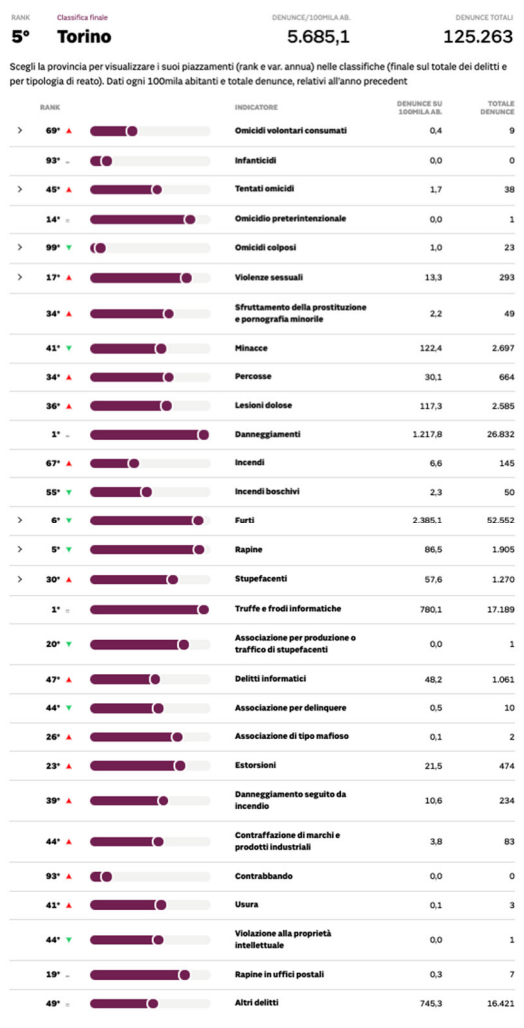 RANK Classifica finale DENUNCE/100MILA AB. DENUNCE TOTALI
5° Torino 5.685,1 125.263
Scegli la provincia per visualizzare i suoi piazzamenti (rank e var. annua) nelle classifiche (finale sul totale dei delitti e
per tipologia di reato). Dati ogni 100mila abitanti e totale denunce, relativi all'anno precedent
RANK INDICATORE DENUNCE SU 100MILA AB. TOTALE DENUNCE
69° Omicidi volontari consumati 0,4 9
93° Infanticidi 0,0 0
45° Tentati omicidi 1,7 38
14° Omicidio preterintenzionale 0,0 1
99° Omicidi colposi 1,0 23
17° Violenze sessuali 13,3 293
34° Sfruttamento della prostituzione
e pornografia minorile 2,2 49
41° Minacce 122,4 2.697
34° Percosse 30,1 664
36° Lesioni dolose 117,3 2.585
1° Danneggiamenti 1.217,8 26.832
67° Incendi 6,6 145
55° Incendi boschivi 2,3 50
6° Furti 2.385,1 52.552
5° Rapine 86,5 1.905
30° Stupefacenti 57,6 1.270
1° Truffe e frodi informatiche 780,1 17.189
20° Associazione per produzione o
traffico di stupefacenti 0,0 1
47° Delitti informatici 48,2 1.061
44° Associazione per delinquere 0,5 10
26° Associazione di tipo mafioso 0,1 2
23° Estorsioni 21,5 474
39° Danneggiamento seguito da
incendio 10,6 234
44° Contraffazione di marchi e
prodotti industriali 3,8 83
93° Contrabbando 0,0 0
41° Usura 0,1 3
44° Violazione alla proprietà
intellettuale 0,0 1
19° Rapine in uffici postali 0,3 7
49° Altri delitti 745,3 16.421